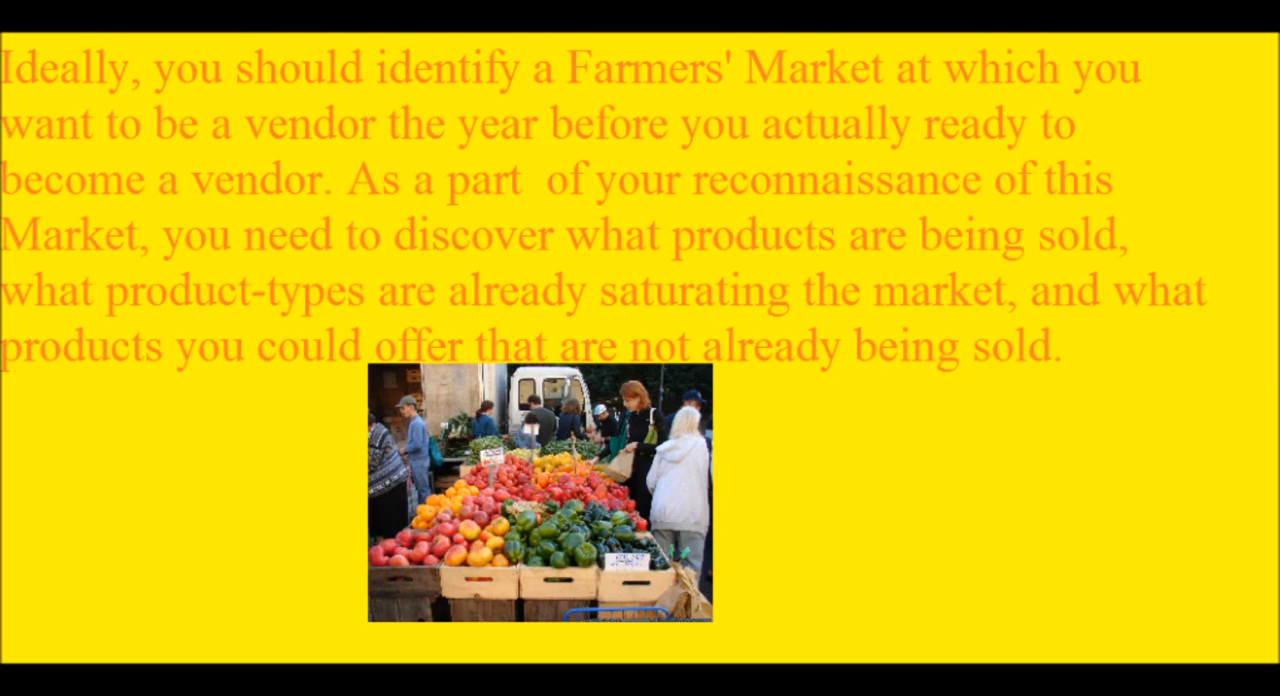 Ideally, you should identify a Farmers' Market at which you
want to be a vendor the year before you actually ready to
become a vendor. As a part  of your reconnaissance of this
Market, you need to discover what products are being sold,
what product-types are already saturating the market, and what
products you could offer that are not already being sold.